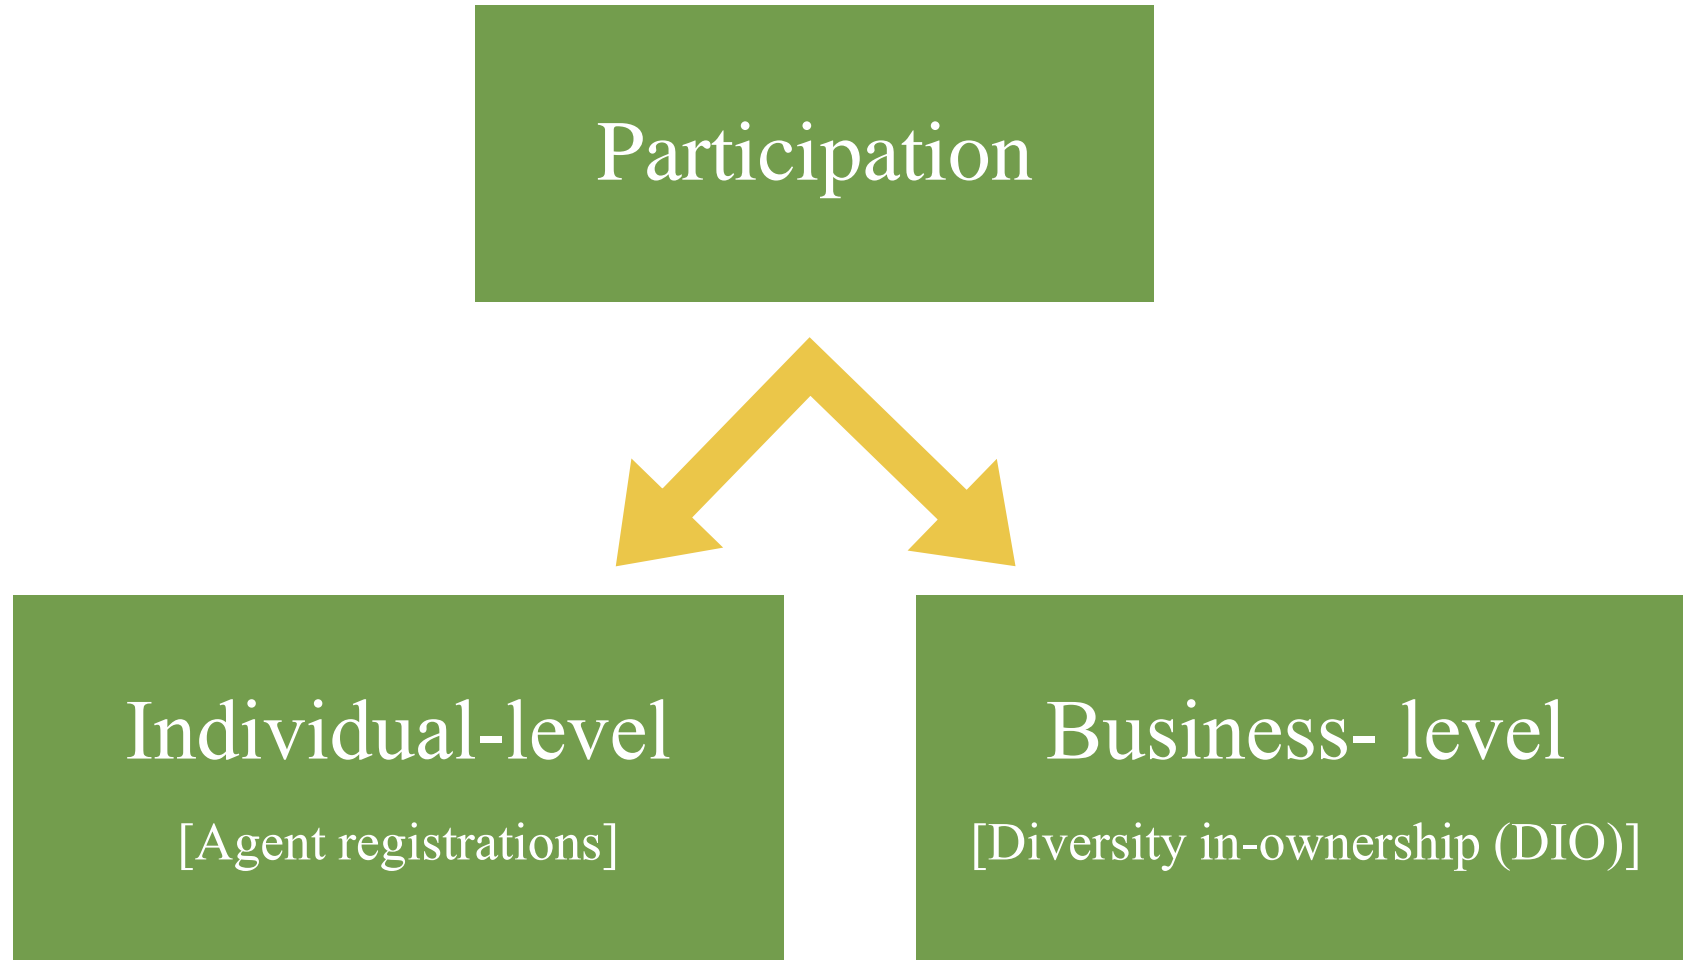 Participation
Individual-level
[Agent registrations]
Business- level
[Diversity in-ownership (DIO)]